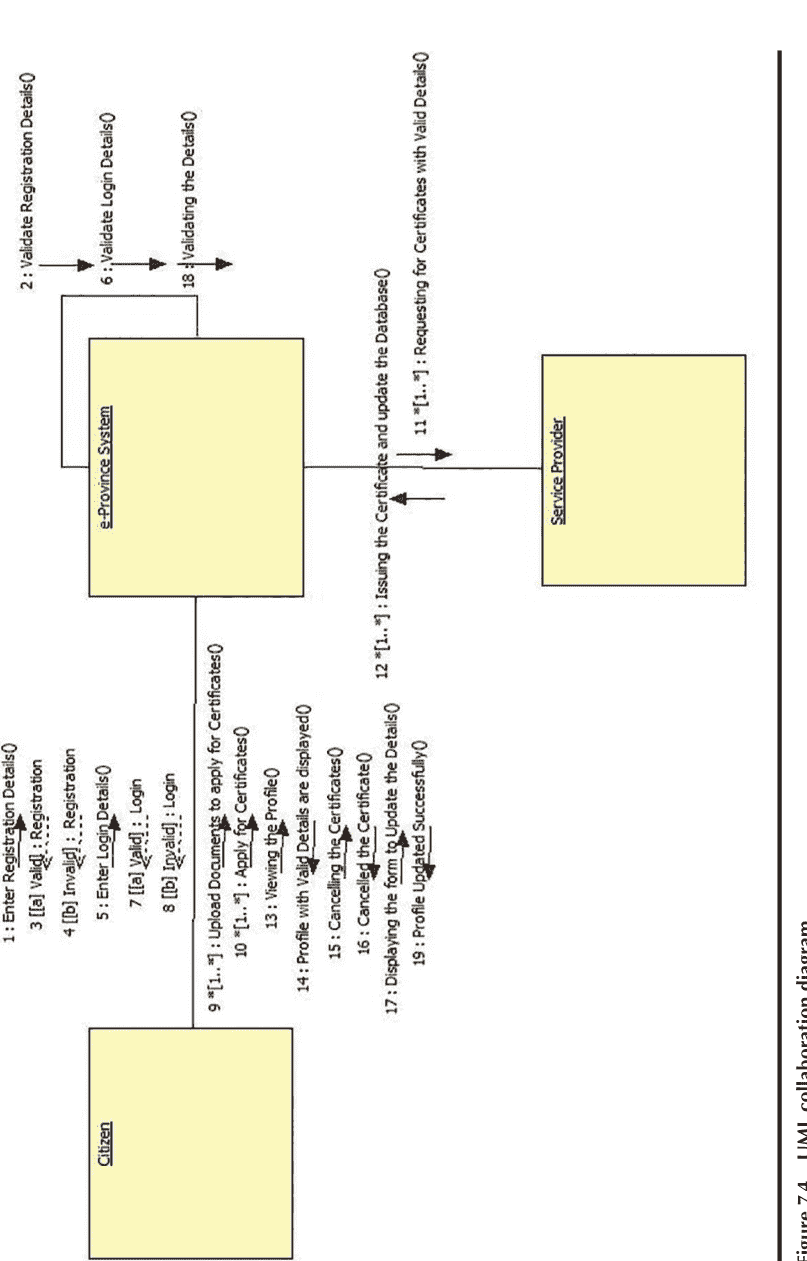 1 : Enter Registration Details()
3 [[a] Valid] : Registration
4 [[b] Invalid] : Registration
5 : Enter Login Details()
7 [[a] Valid] : Login
8 [[b] Invalid] : Login
Citizen
9 *[1..*] : Upload Documents to apply for Certificates()
10 *[1..*] : Apply for Certificates()
13 : Viewing the Profile()
14 : Profile with Valid Details are displayed()
15 : Cancelling the Certificates()
16 : Cancelled the Certificate()
17 : Displaying the form to Update the Details()
19 : Profile Updated Successfully()
e-Province System
2 : Validate Registration Details()
6 : Validate Login Details()
18 : Validating the Details()
12 *[1..*] : Issuing the Certificate and update the Database()
11 *[1..*] : Requesting for Certificates with Valid Details()
Service Provider
Figure 7.4 UML collaboration diagram